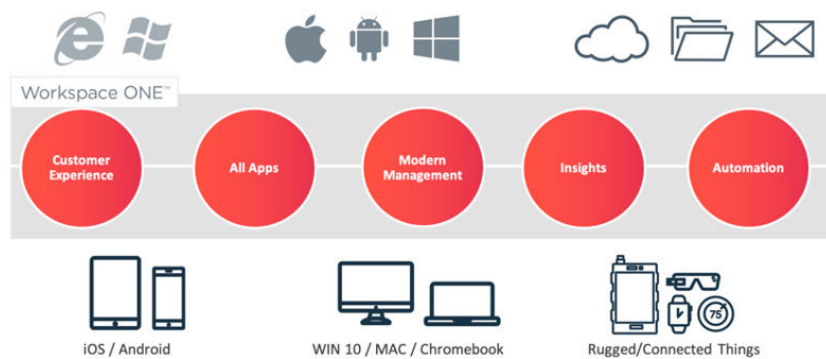 Workspace ONE™
Customer
Experience
All Apps
Modern
Management
Insights
Automation
75
iOS / Android
WIN 10 / MAC / Chromebook
Rugged/Connected Things